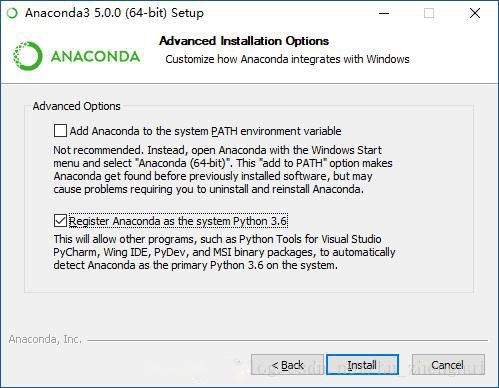 Anaconda3 5.0.0 (64-bit) Setup
ANACONDA
Advanced Installation Options
Customize how Anaconda integrates with Windows
Advanced Options
Add Anaconda to the system PATH environment variable
Not recommended. Instead, open Anaconda with the Windows Start
menu and select "Anaconda (64-bit)". This "add to PATH" option makes
Anaconda get found before previously installed software, but may
cause problems requiring you to uninstall and reinstall Anaconda.
Register Anaconda as the system Python 3.6
This will allow other programs, such as Python Tools for Visual Studio
PyCharm, Wing IDE, PyDev, and MSI binary packages, to automatically
detect Anaconda as the primary Python 3.6 on the system.
Anaconda, Inc.
< Back
Install
Cancel